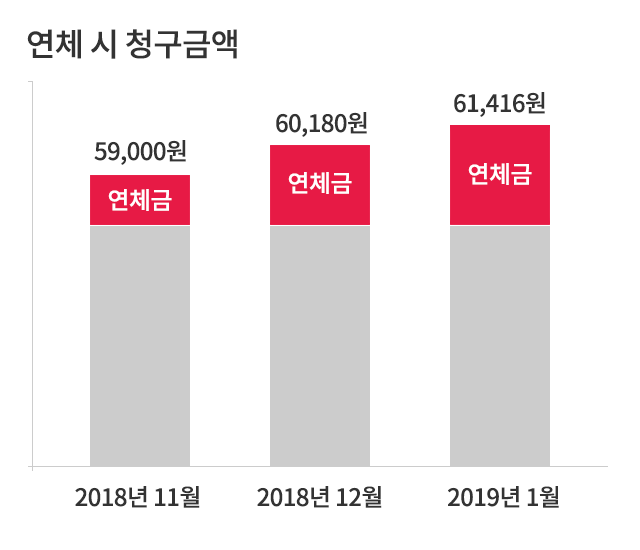 연체 시 청구금액
59,000원
60,180원
61,416원
연체금
연체금
연체금
2018년 11월
2018년 12월
2019년 1월